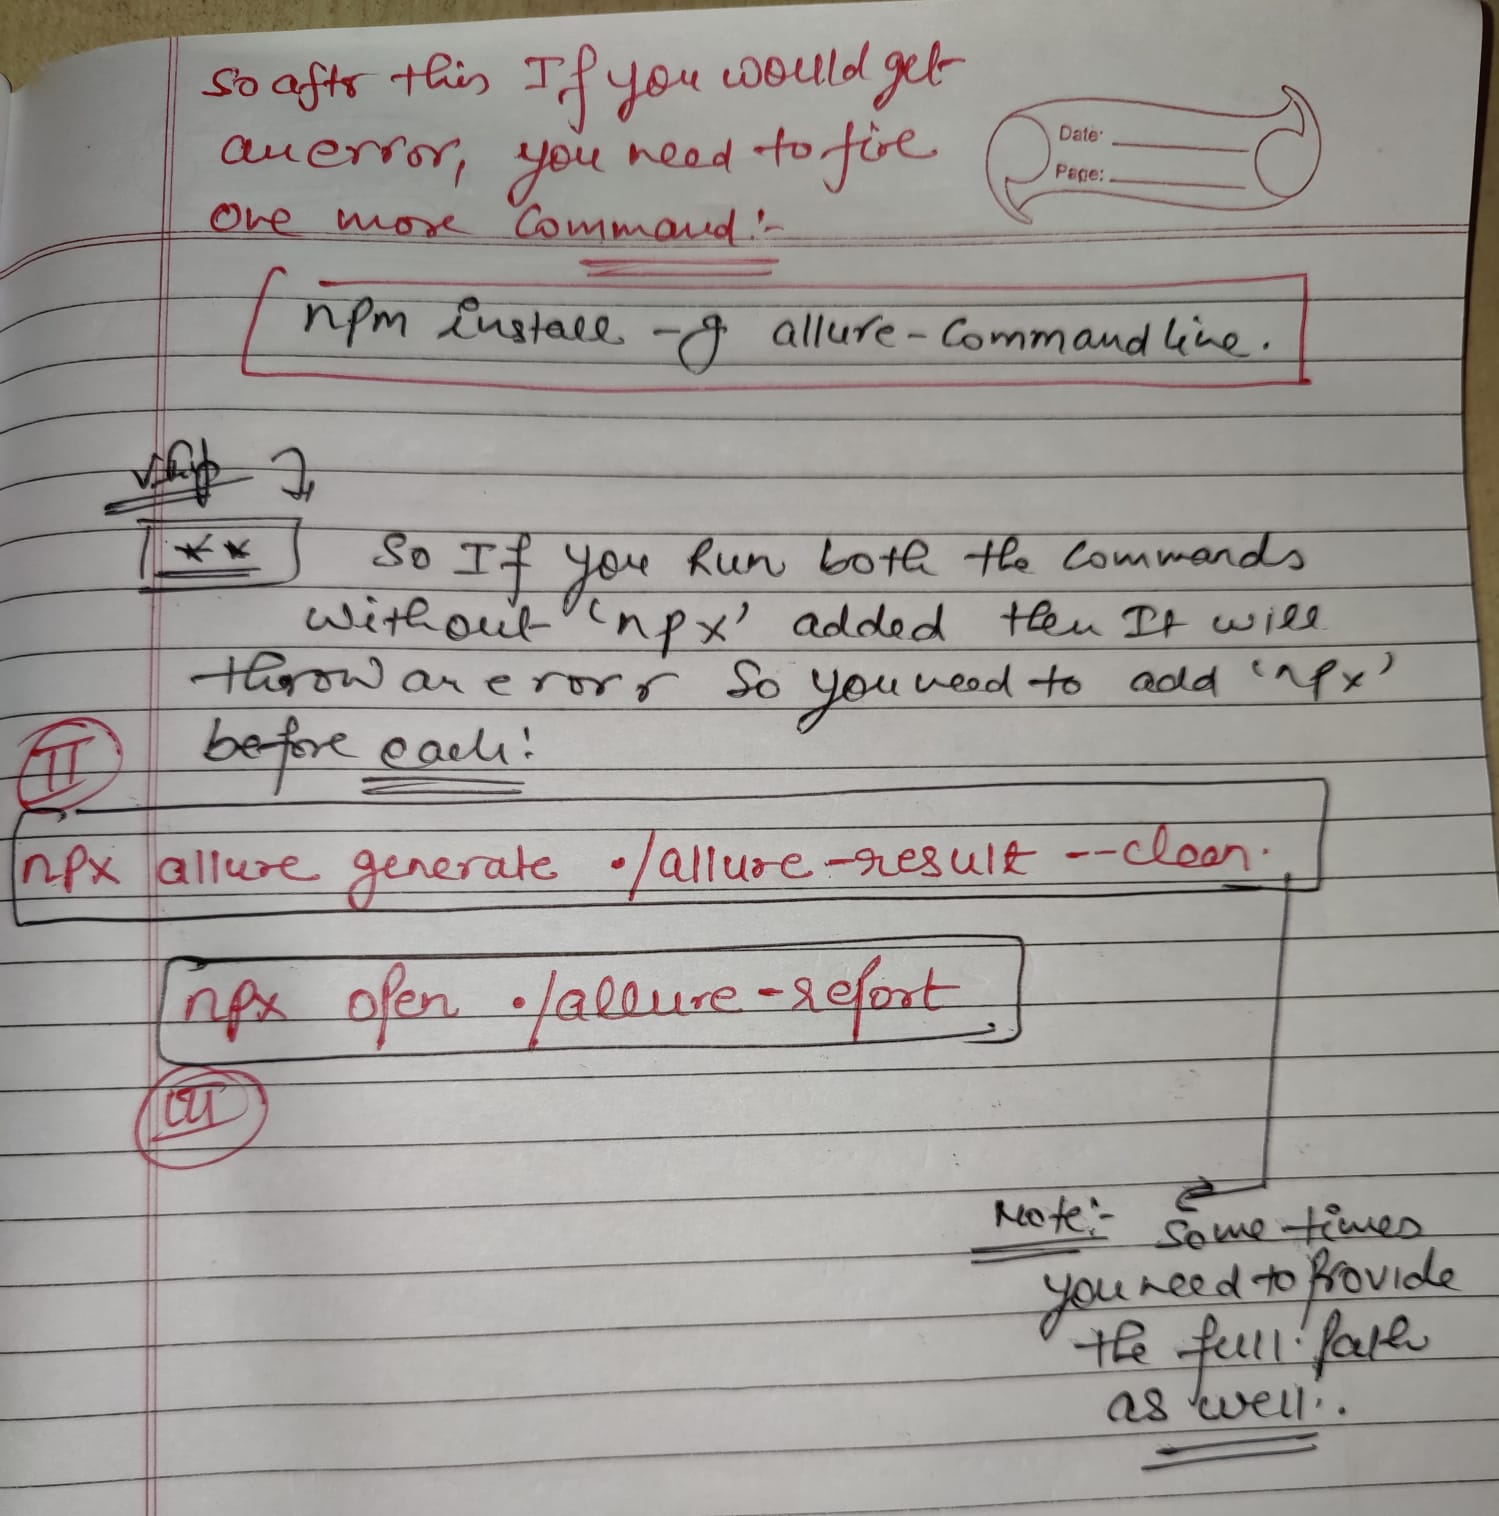 So aftr this If you would get
an error, you need to fire
one more Command:-
Date:
Page:
npm install -g allure-Commandline.
V.Imp
** So If you Run both the Commands
without 'npx' added then It will
throw an erorr So you need to add 'npx'
before each:
II
npx allure generate ./allure-result --clean.
npx open ./allure-report
III
Note:- Some times
you need to Provide
the full path
as well..